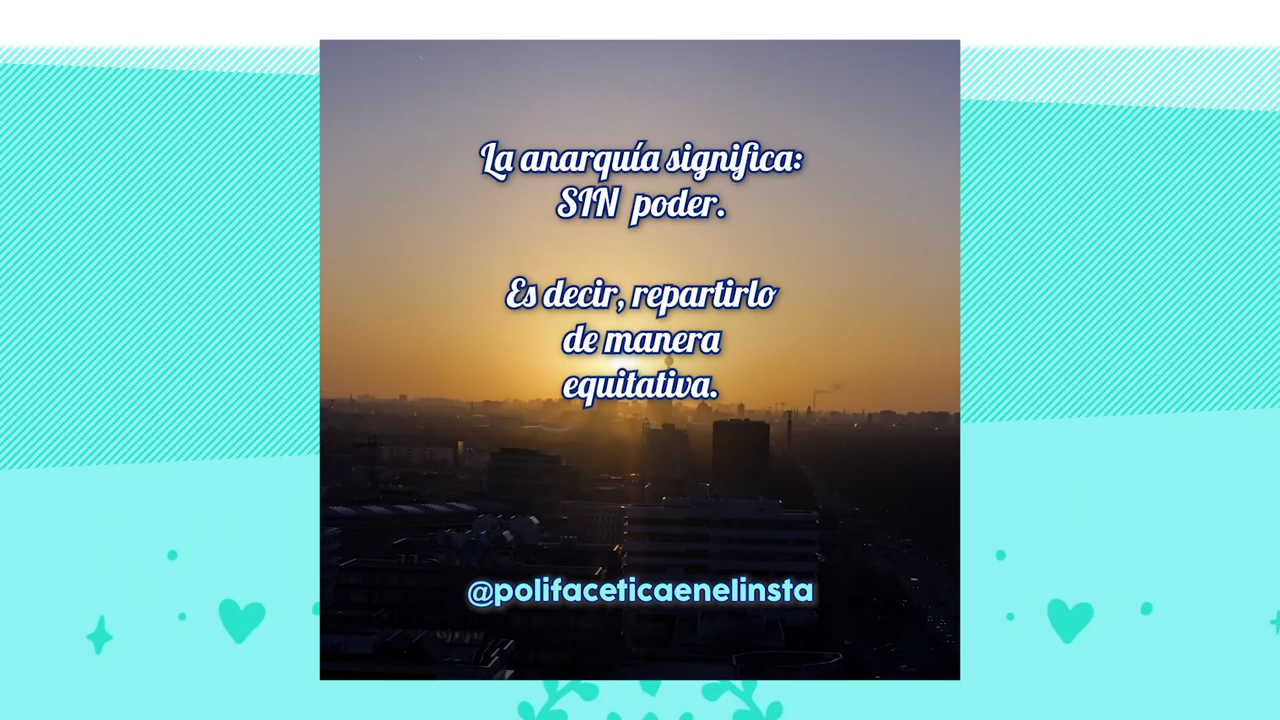 La anarquía significa:
SIN poder.
Es decir, repartirlo
de manera
equitativa.
@polifaceticaenelinsta